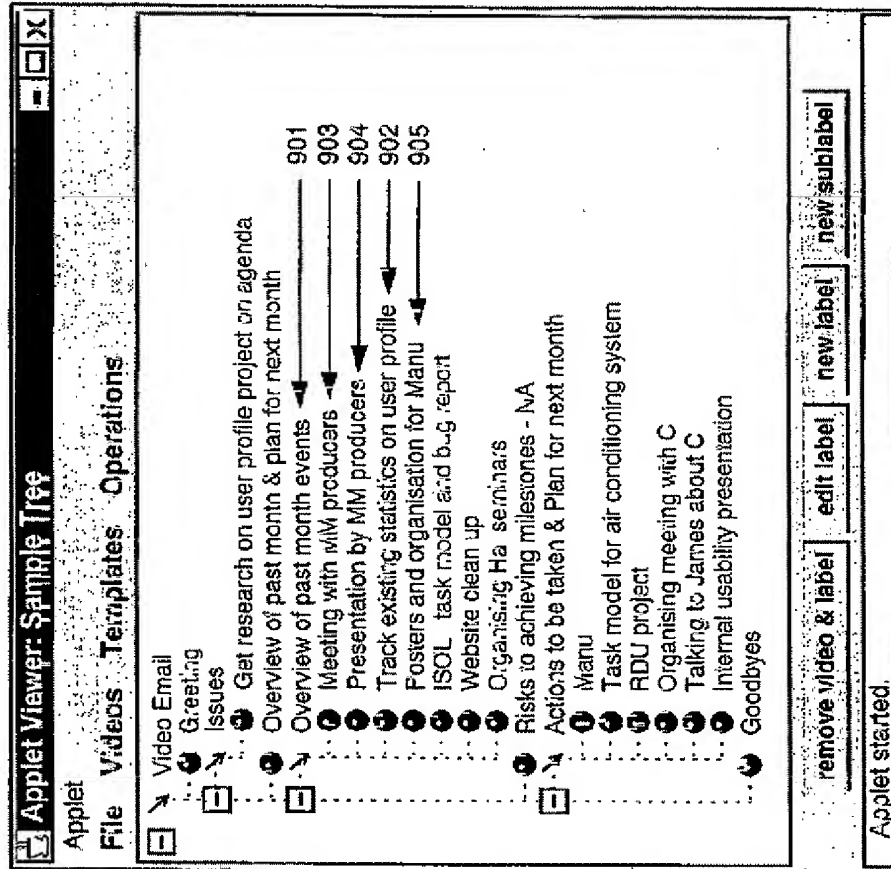 Applet Viewer: Sample Tree
Applet
File Videos Templates Operations
Video Email
Greeting
Issues
Get research on user profile project on agenda
Overview of past month & plan for next month
Overview of past month events 901
Meeting with MM producers 903
Presentation by MM producers 904
Track existing statistics on user profile 902
Posters and organisation for Manu 905
ISOL task model and bug report
Website clean up
Organising Ha seminars
Risks to achieving milestones - NA
Actions to be taken & Plan for next month
Manu
Task model for air conditioning system
RDU project
Organising meeting with C
Talking to James about C
Internal usability presentation
Goodbyes
remove video & label edit label new label new sublabel
Applet started.